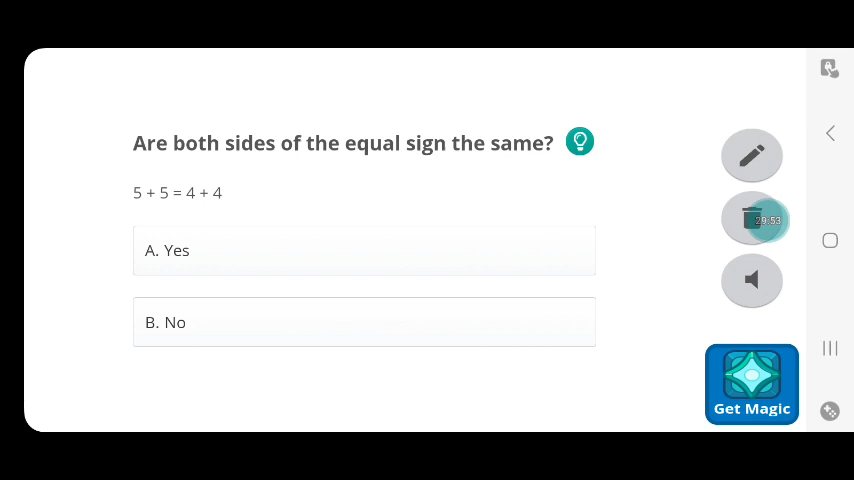 Are both sides of the equal sign the same?
5 + 5 = 4 + 4
29:53
A. Yes
B. No
Get Magic